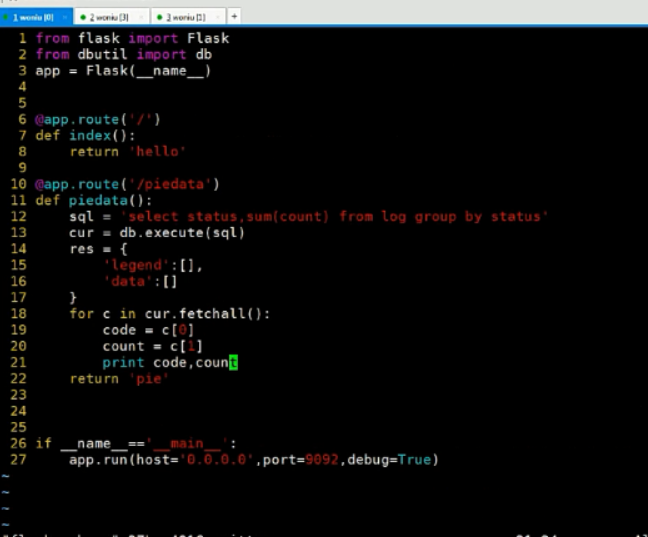 1 woniu [0] 2 woniu [3] 3 woniu [1] +
1 from flask import Flask
2 from dbutil import db
3 app = Flask(__name__)
4
5
6 @app.route('/')
7 def index():
8     return 'hello'
9
10 @app.route('/piedata')
11 def piedata():
12     sql = 'select status,sum(count) from log group by status'
13     cur = db.execute(sql)
14     res = {
15         'legend':[],
16         'data':[]
17     }
18     for c in cur.fetchall():
19         code = c[0]
20         count = c[1]
21         print code,count
22     return 'pie'
23
24
25
26 if __name__=='__main__':
27     app.run(host='0.0.0.0',port=9092,debug=True)
~
~
~
~